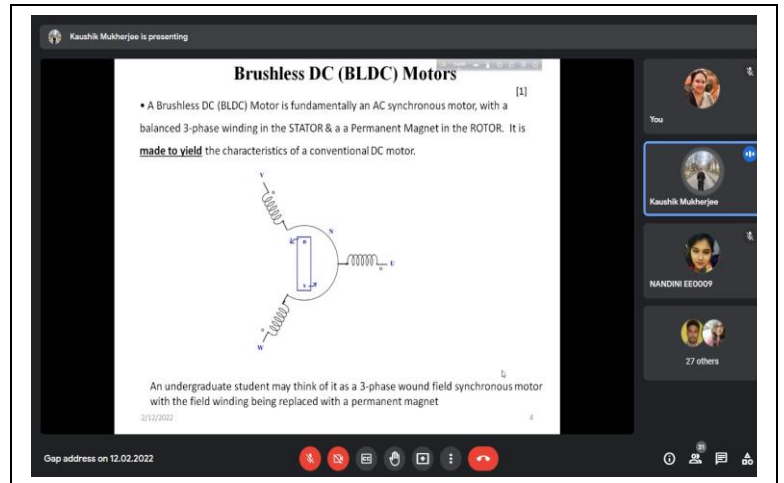 Kaushik Mukherjee is presenting
Brushless DC (BLDC) Motors
[1]
• A Brushless DC (BLDC) Motor is fundamentally an AC synchronous motor, with a
balanced 3-phase winding in the STATOR & a a Permanent Magnet in the ROTOR. It is
made to yield the characteristics of a conventional DC motor.
V
N
U
W
An undergraduate student may think of it as a 3-phase wound field synchronous motor
with the field winding being replaced with a permanent magnet
2/12/2022
4
You
Kaushik Mukherjee
NANDINI EE0009
27 others
Gap address on 12.02.2022
CC
31